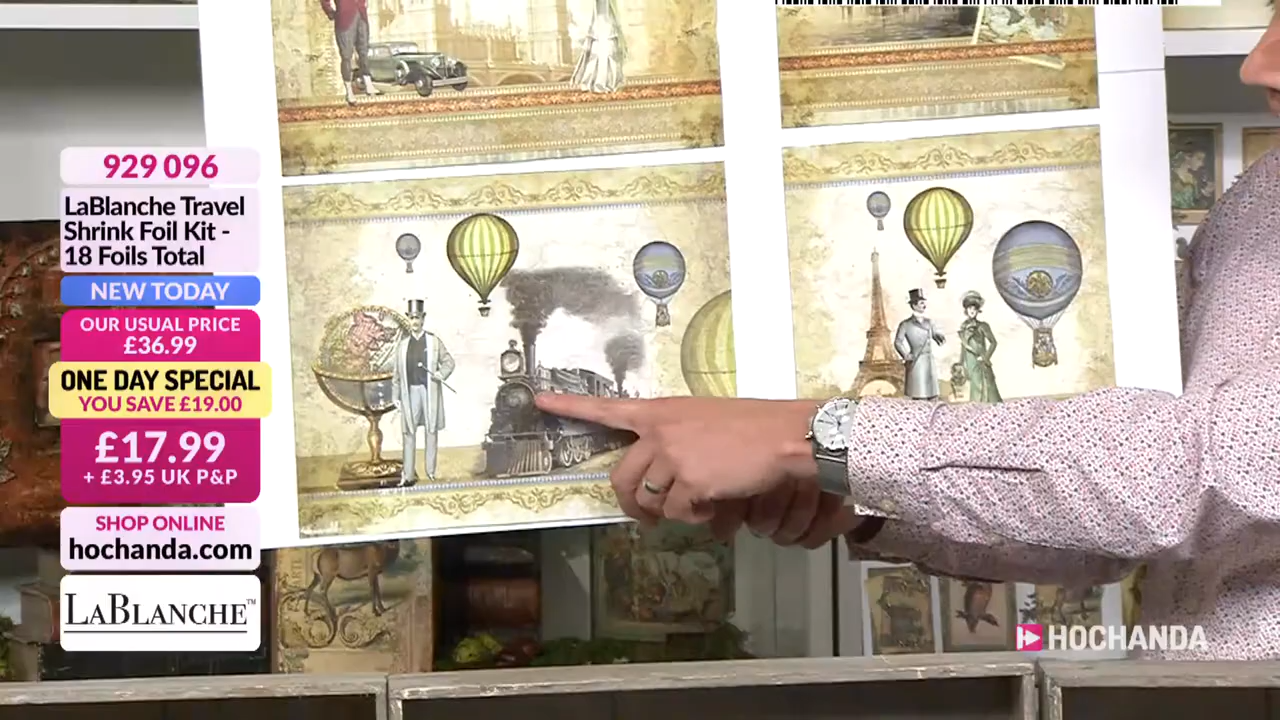 929 096
LaBlanche Travel
Shrink Foil Kit -
18 Foils Total
NEW TODAY
OUR USUAL PRICE
£36.99
ONE DAY SPECIAL
YOU SAVE £19.00
£17.99
+ £3.95 UK P&P
SHOP ONLINE
hochanda.com
LABLANCHE™
HOCHANDA